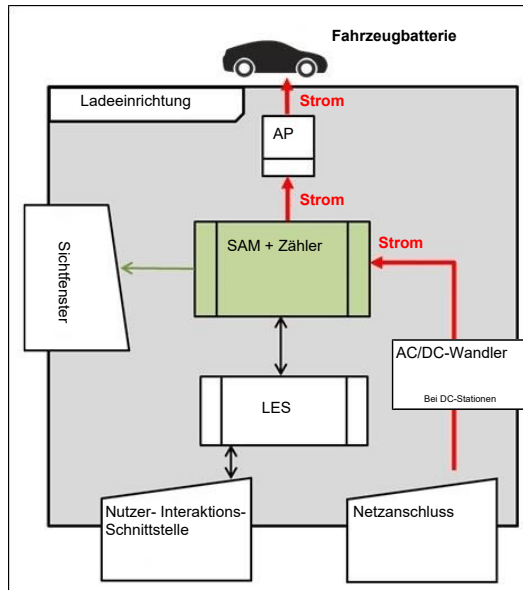 Fahrzeugbatterie
Ladeeinrichtung
Strom
AP
Strom
Sichtfenster
SAM + Zähler
Strom
AC/DC-Wandler
Bei DC-Stationen
LES
Nutzer- Interaktions-
Schnittstelle
Netzanschluss